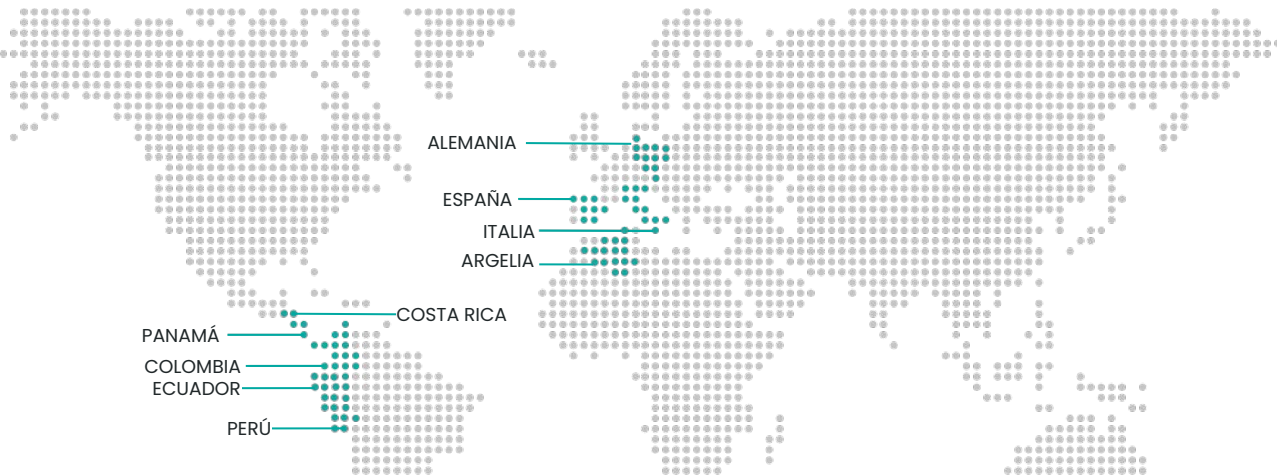 ALEMANIA
ESPAÑA
ITALIA
ARGELIA
COSTA RICA
PANAMÁ
COLOMBIA
ECUADOR
PERÚ